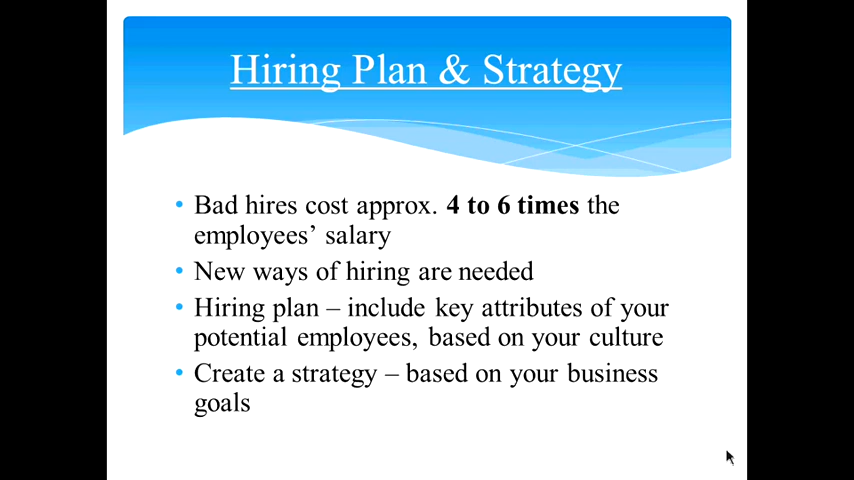 Hiring Plan & Strategy
• Bad hires cost approx. 4 to 6 times the
employees’ salary
• New ways of hiring are needed
• Hiring plan – include key attributes of your
potential employees, based on your culture
• Create a strategy – based on your business
goals